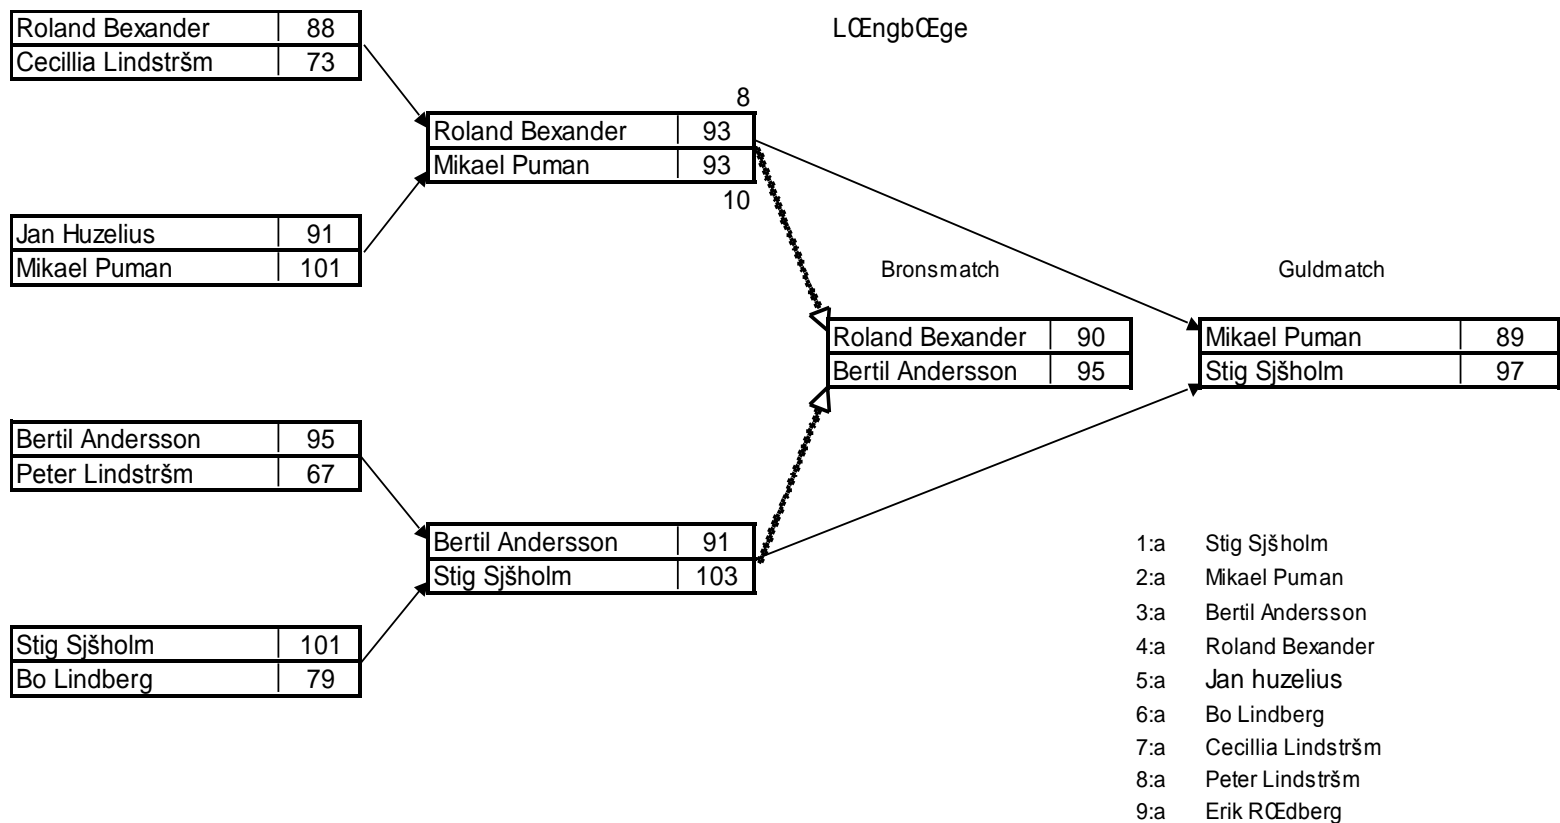 LŒngbŒge
Roland Bexander 88
Cecillia Lindstršm 73
Jan Huzelius 91
Mikael Puman 101
Bertil Andersson 95
Peter Lindstršm 67
Stig Sjšholm 101
Bo Lindberg 79
8
Roland Bexander 93
Mikael Puman 93
10
Bertil Andersson 91
Stig Sjšholm 103
Bronsmatch
Roland Bexander 90
Bertil Andersson 95
Guldmatch
Mikael Puman 89
Stig Sjšholm 97
1:a Stig Sjšholm
2:a Mikael Puman
3:a Bertil Andersson
4:a Roland Bexander
5:a Jan huzelius
6:a Bo Lindberg
7:a Cecillia Lindstršm
8:a Peter Lindstršm
9:a Erik RŒdberg